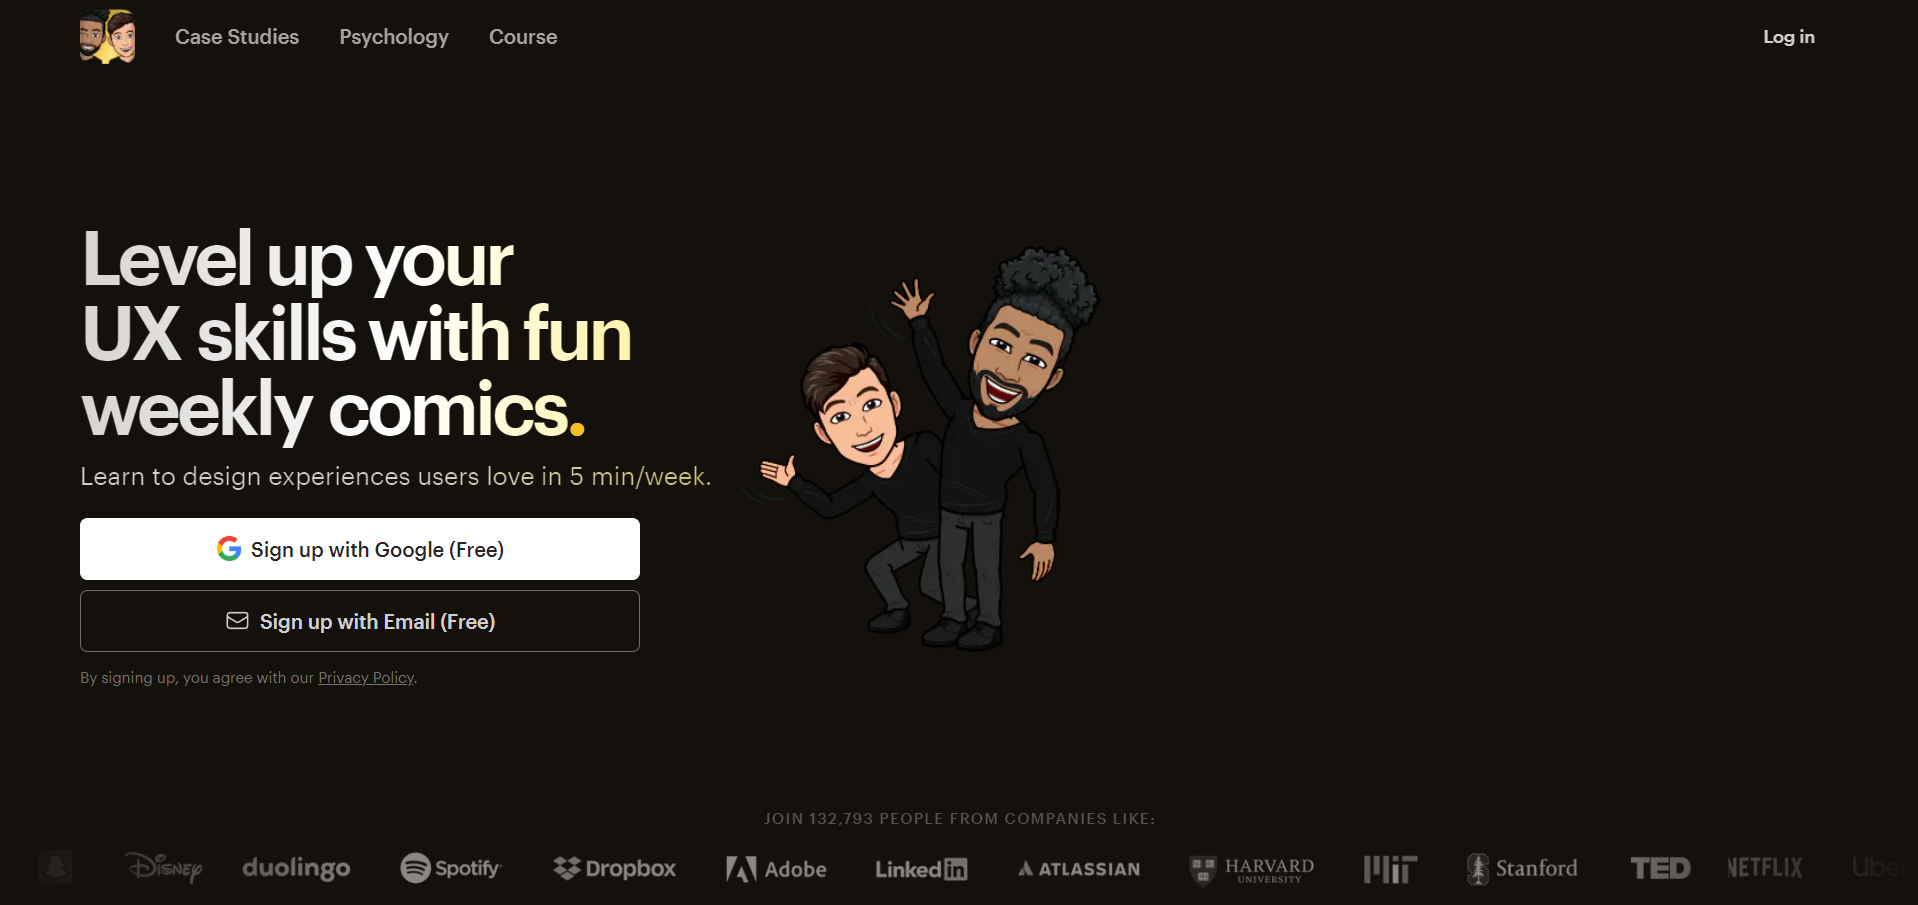 Case Studies Psychology Course Log in
Level up your
UX skills with fun
weekly comics.
Learn to design experiences users love in 5 min/week.
Sign up with Google (Free)
Sign up with Email (Free)
By signing up, you agree with our Privacy Policy.
JOIN 132,793 PEOPLE FROM COMPANIES LIKE:
Disney duolingo Spotify Dropbox Adobe Linkedin ATLASSIAN HARVARD UNIVERSITY MIT Stanford TED NETFLIX Uber